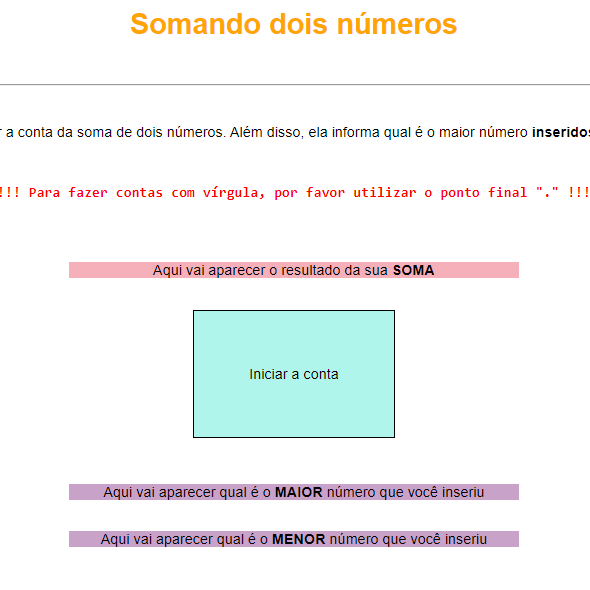 Somando dois números
a conta da soma de dois números. Além disso, ela informa qual é o maior número inseridos
!!! Para fazer contas com vírgula, por favor utilizar o ponto final "." !!!
Aqui vai aparecer o resultado da sua SOMA
Iniciar a conta
Aqui vai aparecer qual é o MAIOR número que você inseriu
Aqui vai aparecer qual é o MENOR número que você inseriu